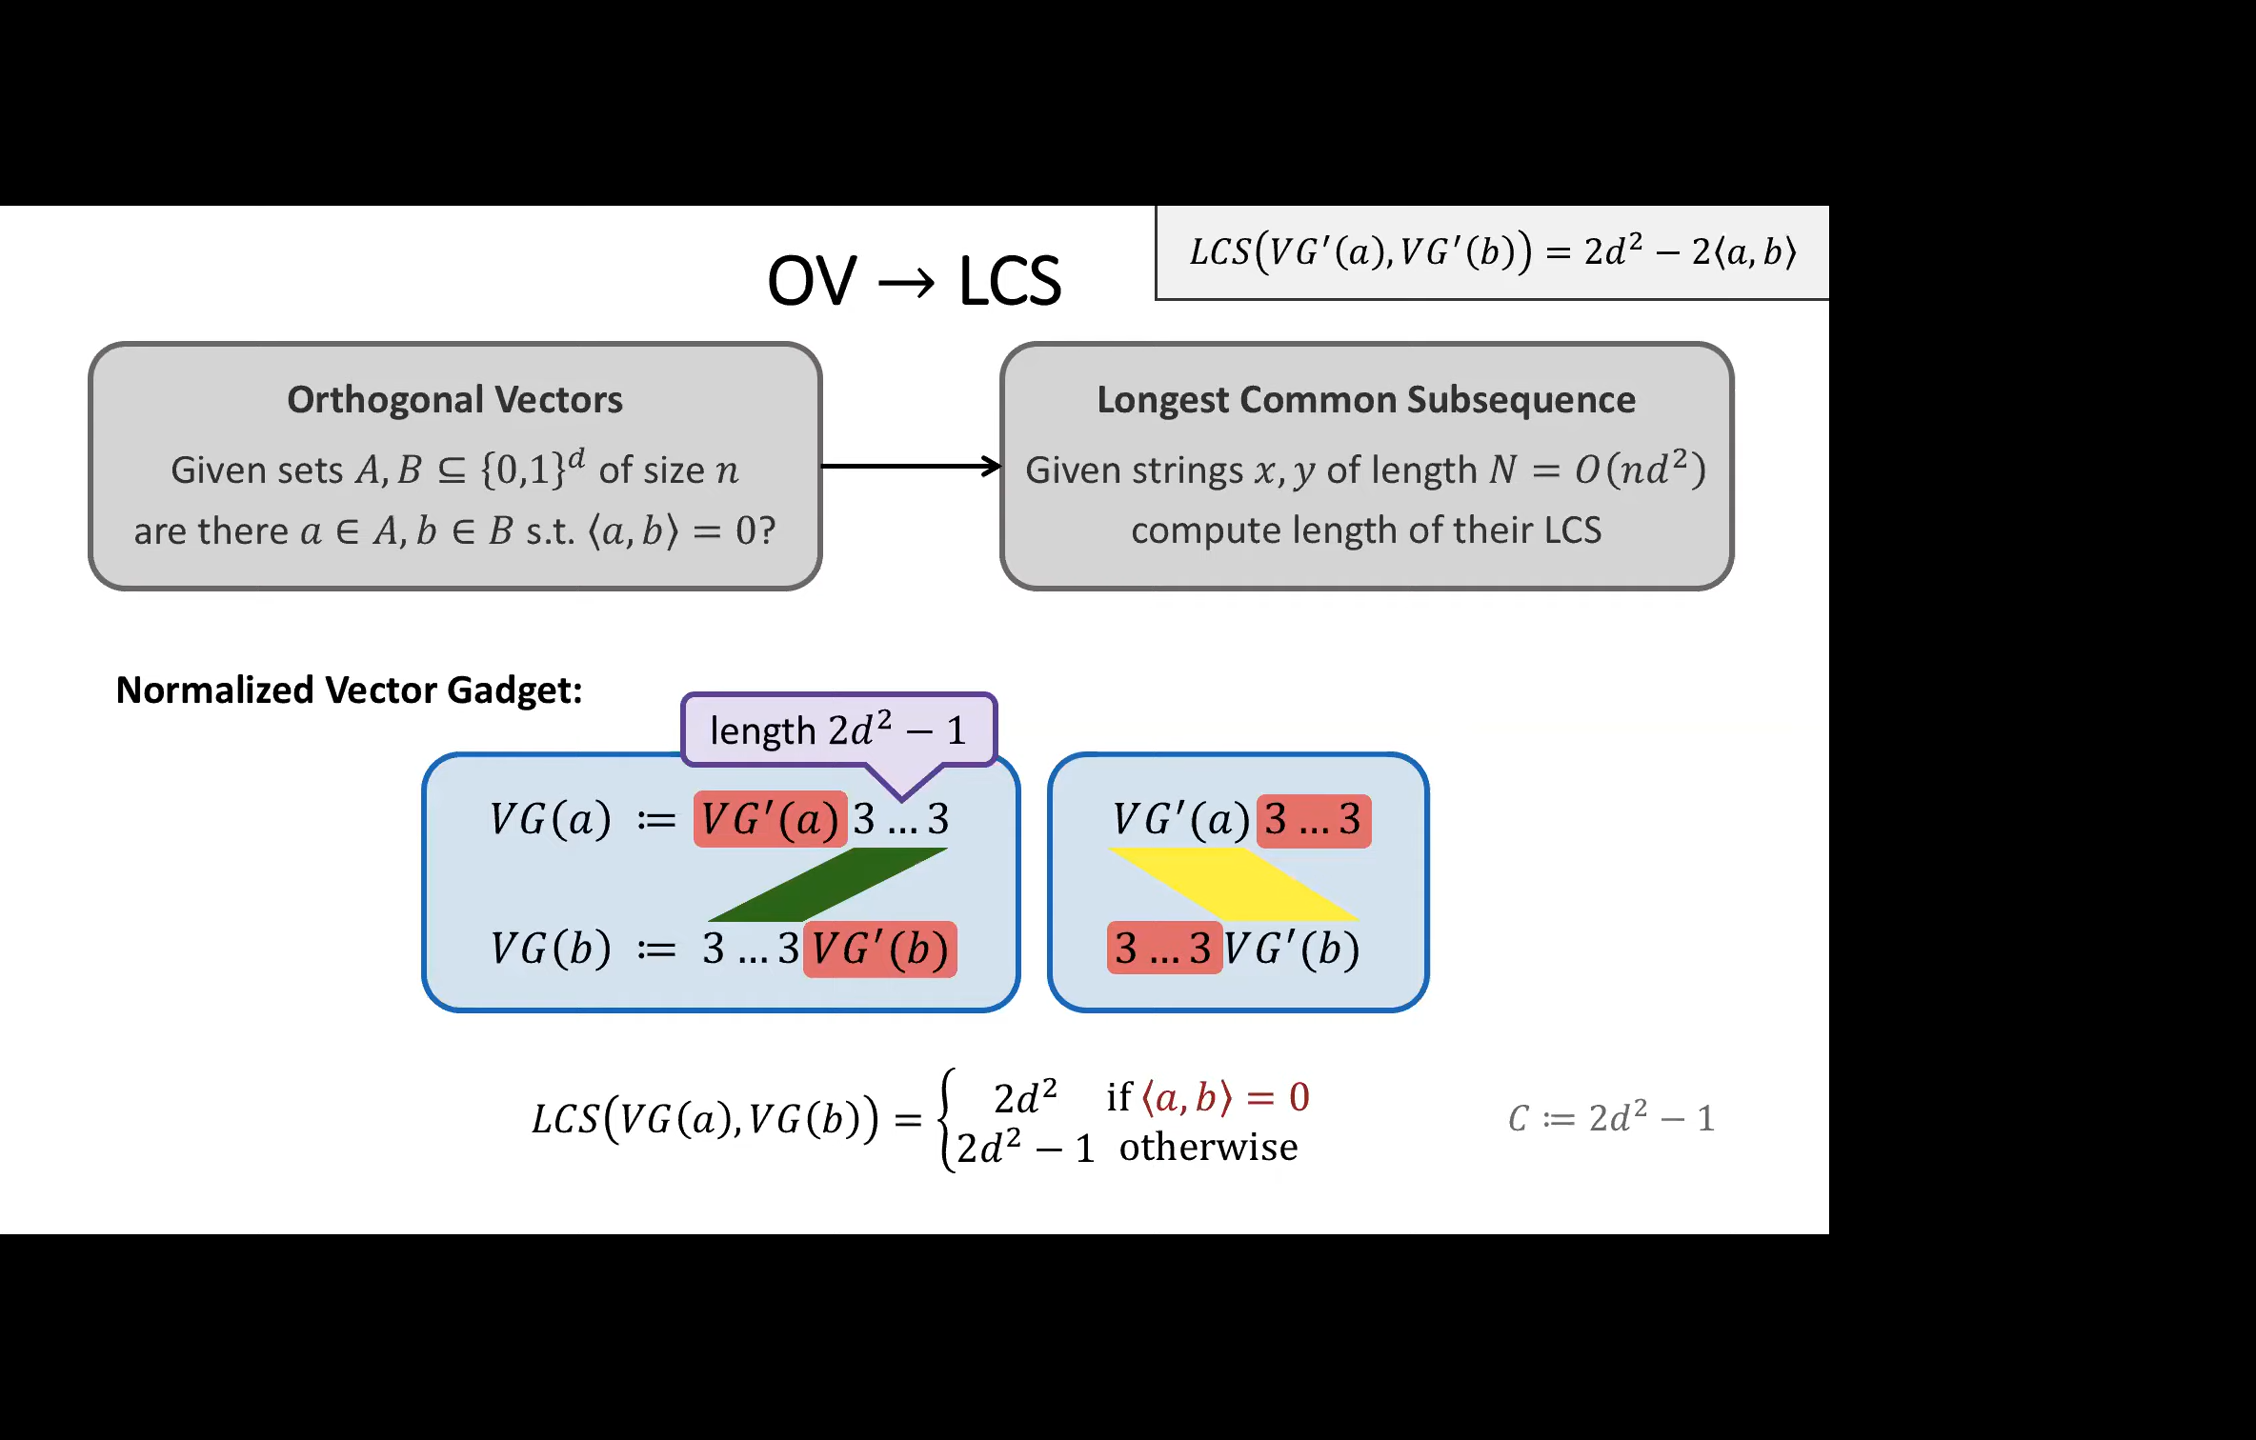 LCS(VG′(a), VG′(b)) = 2d² − 2⟨a, b⟩
OV → LCS
Orthogonal Vectors
Given sets A, B ⊆ {0,1}ᵈ of size n
are there a ∈ A, b ∈ B s.t. ⟨a, b⟩ = 0?
Longest Common Subsequence
Given strings x, y of length N = O(nd²)
compute length of their LCS
Normalized Vector Gadget:
length 2d² − 1
VG(a) ≔ VG′(a) 3 … 3
VG(b) ≔ 3 … 3 VG′(b)
VG′(a) 3 … 3
3 … 3 VG′(b)
LCS(VG(a), VG(b)) = {
2d² if ⟨a, b⟩ = 0
2d² − 1 otherwise
C ≔ 2d² − 1